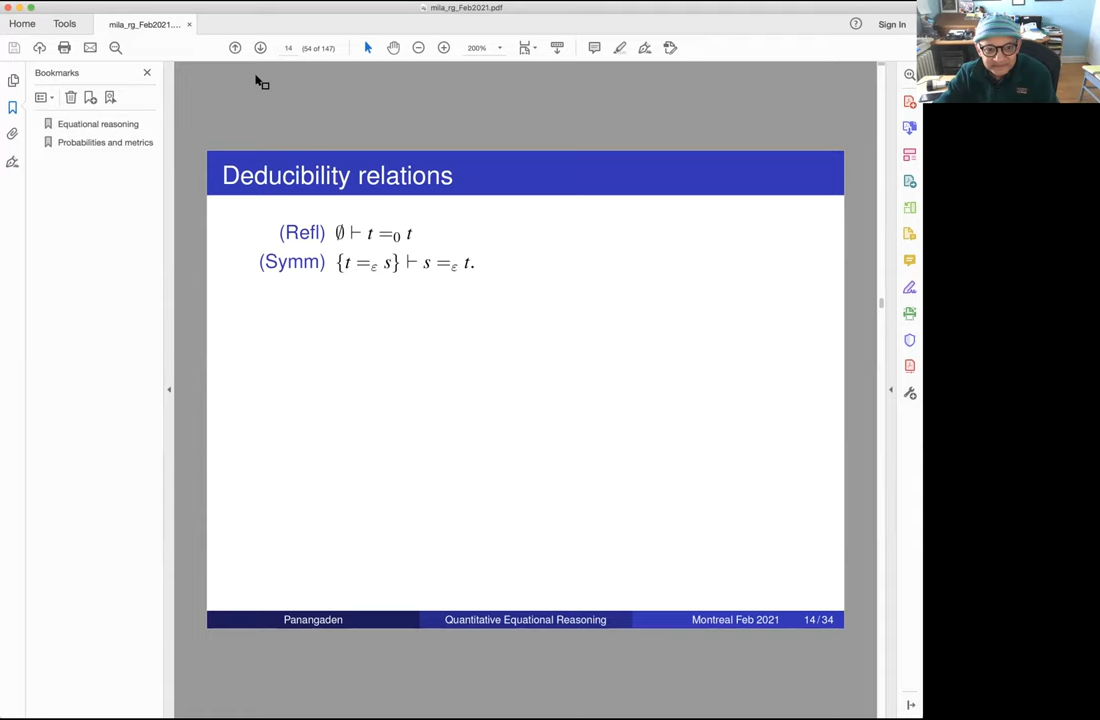 mila_rg_Feb2021.pdf
Home
Tools
mila_rg_Feb2021....
×
Sign In
14
(54 of 147)
200%
Bookmarks
Equational reasoning
Probabilities and metrics
Deducibility relations
(Refl) ∅ ⊢ t =₀ t
(Symm) {t =ε s} ⊢ s =ε t.
Panangaden
Quantitative Equational Reasoning
Montreal Feb 2021
14 / 34